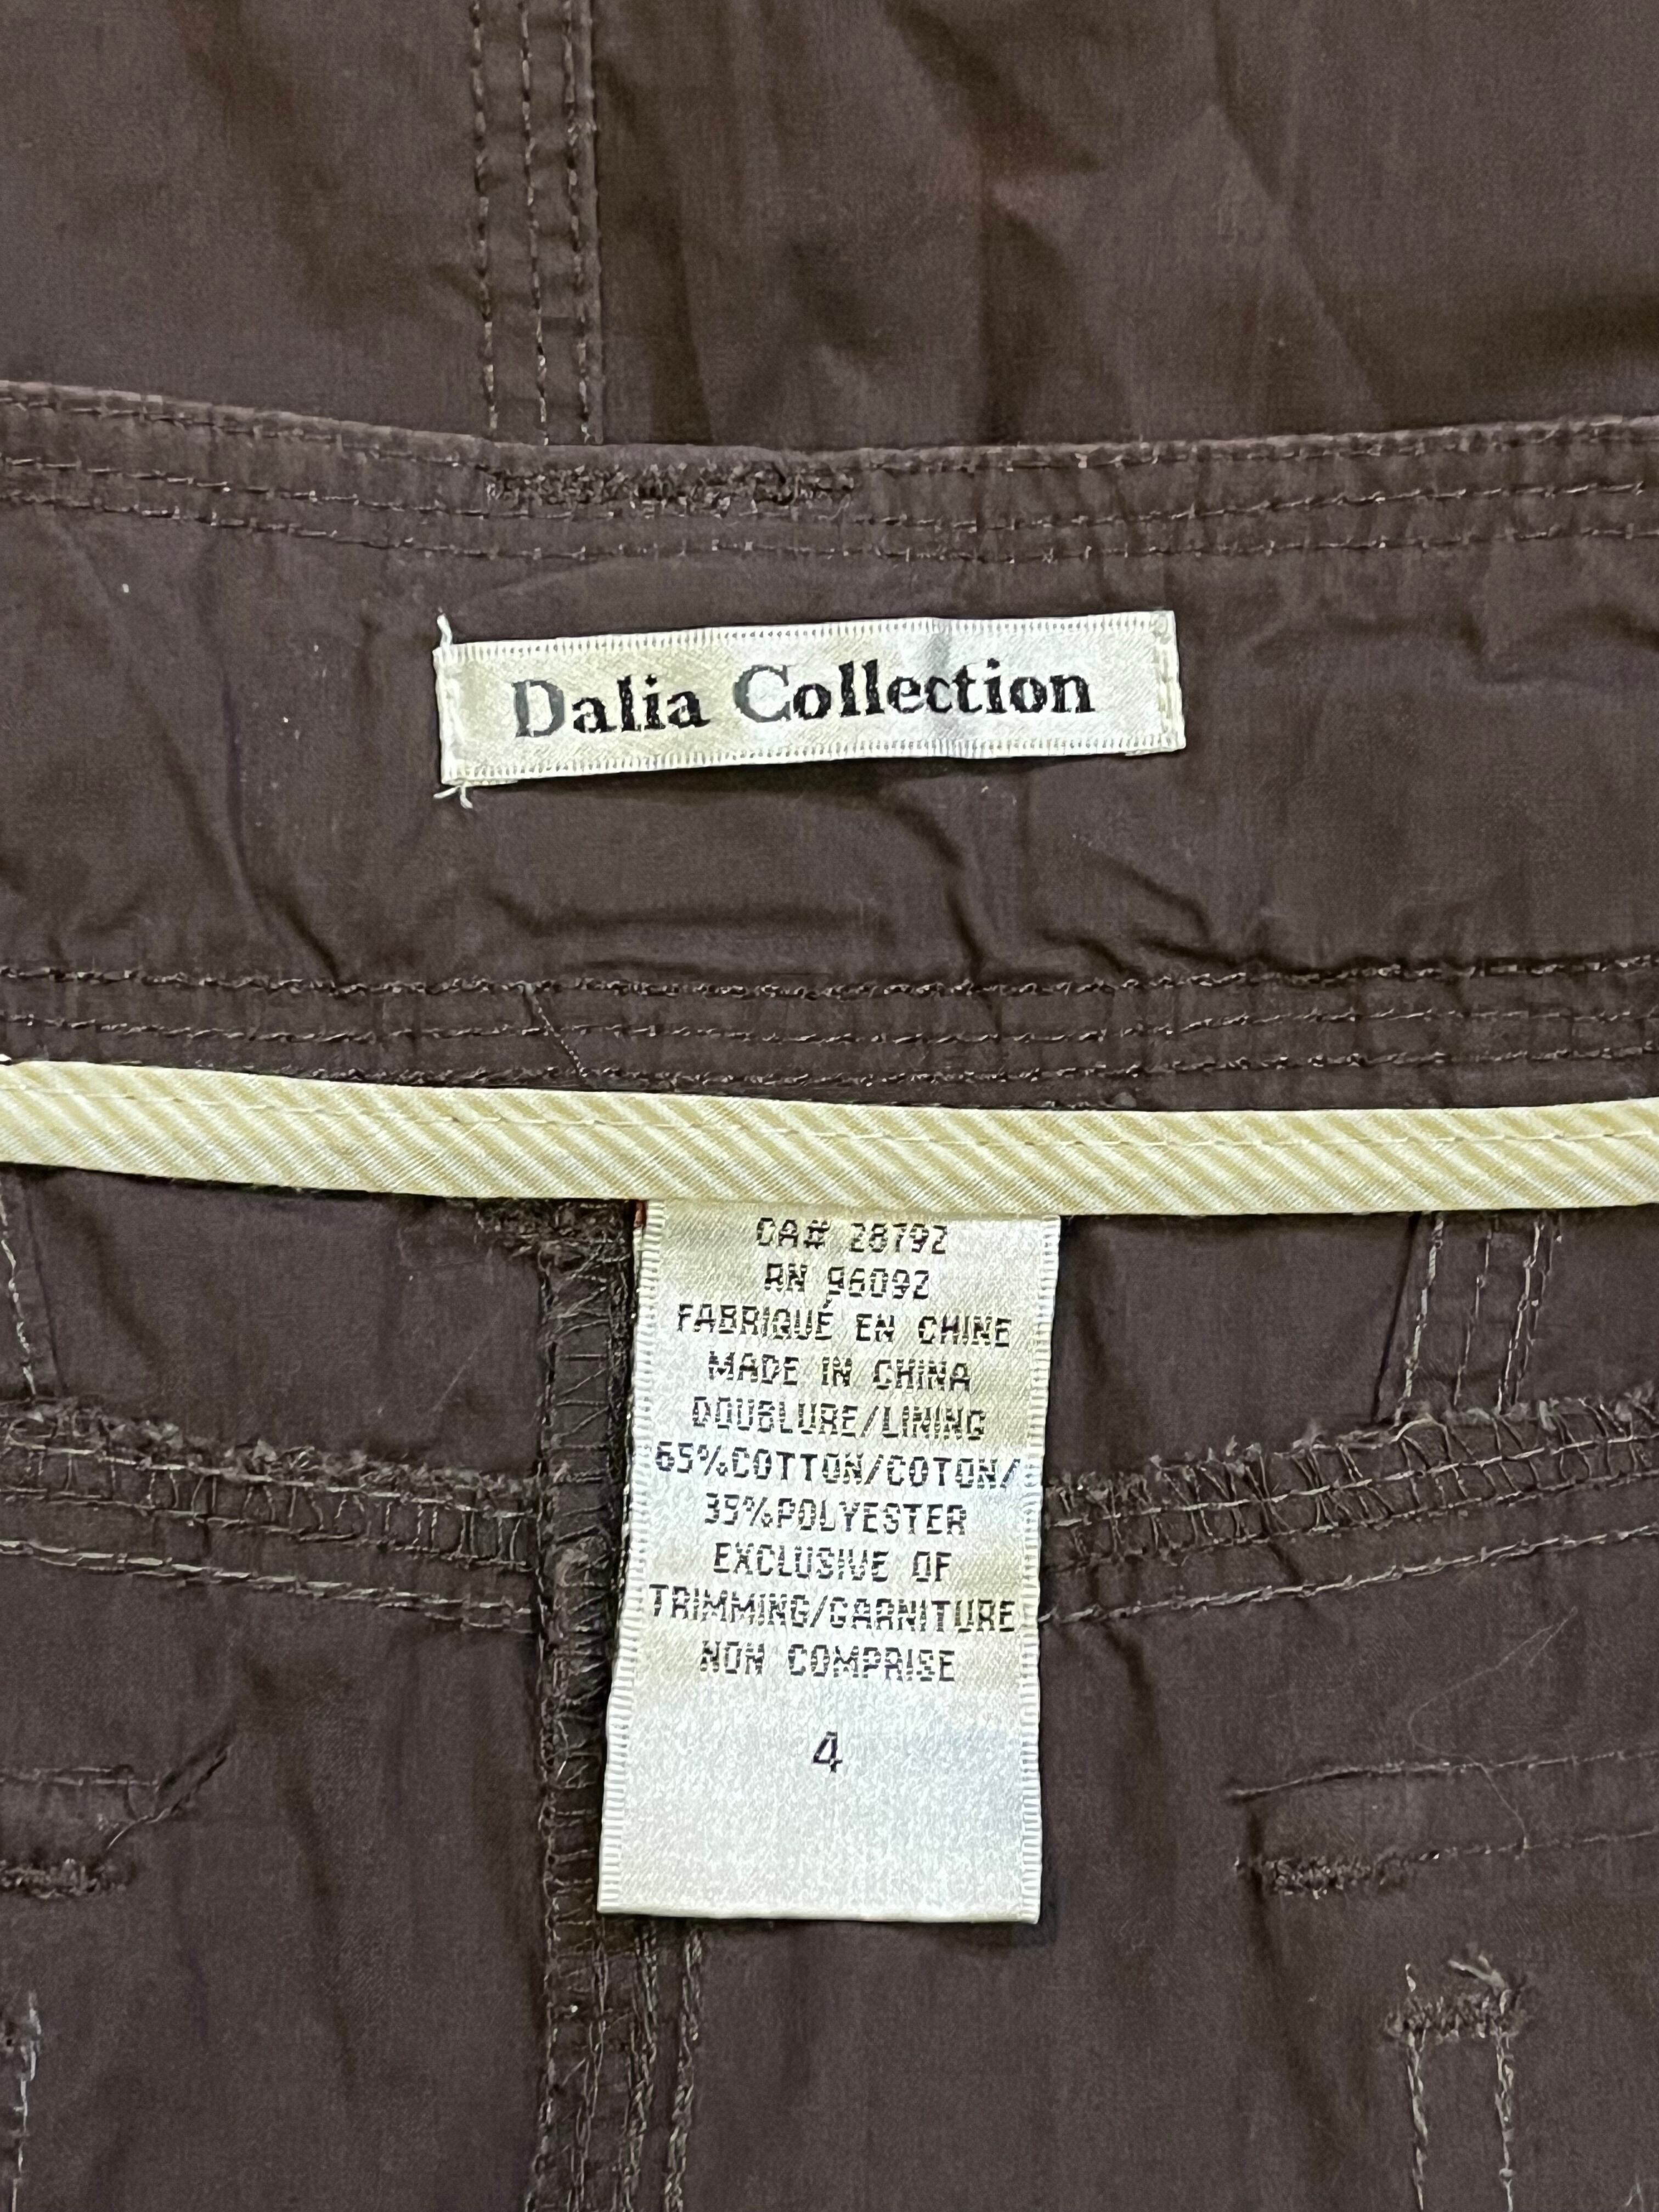 Dalia Collection
CA# 28792
RN 96092
FABRIQUÉ EN CHINE
MADE IN CHINA
DOUBLURE/LINING
65%COTTON/COTON/
35%POLYESTER
EXCLUSIVE OF
TRIMMING/GARNITURE
NON COMPRISE
4